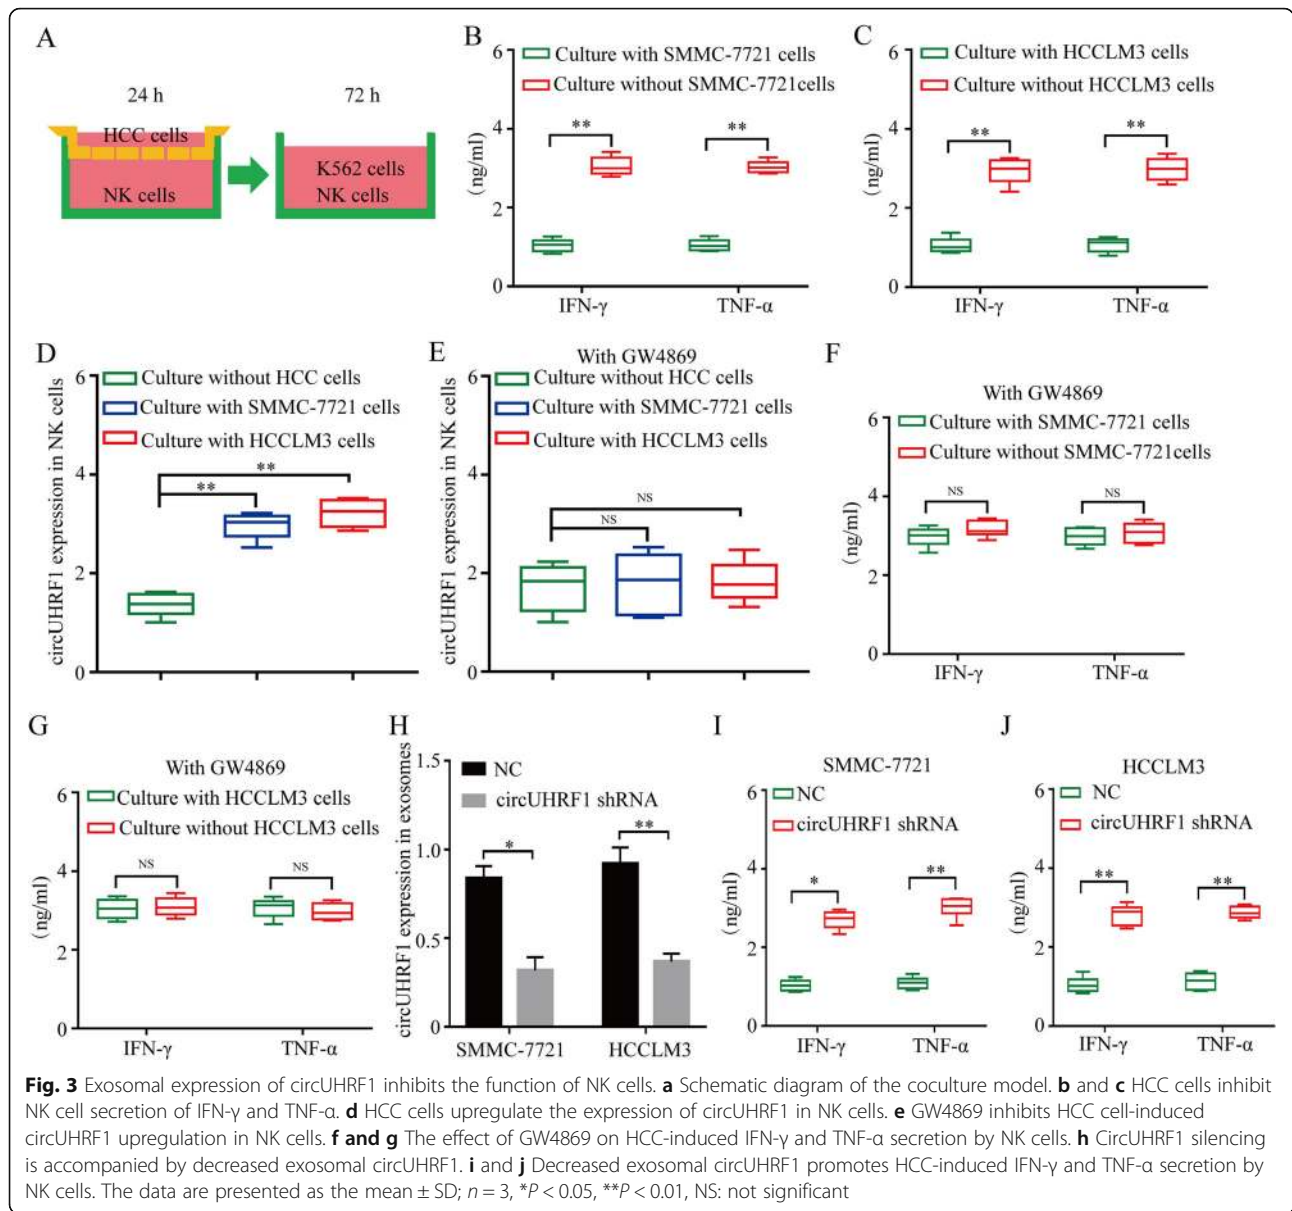 A
24 h
72 h
HCC cells
NK cells
K562 cells
NK cells
B
Culture with SMMC-7721 cells
Culture without SMMC-7721cells
(ng/ml)
6
4
2
0
**
**
IFN-γ
TNF-α
C
Culture with HCCLM3 cells
Culture without HCCLM3 cells
(ng/ml)
6
4
2
0
**
**
IFN-γ
TNF-α
D
Culture without HCC cells
Culture with SMMC-7721 cells
Culture with HCCLM3 cells
circUHRF1 expression in NK cells
6
4
2
0
**
**
E
With GW4869
Culture without HCC cells
Culture with SMMC-7721 cells
Culture with HCCLM3 cells
circUHRF1 expression in NK cells
6
4
2
0
NS
NS
F
With GW4869
Culture with SMMC-7721 cells
Culture without SMMC-7721cells
(ng/ml)
6
4
2
0
NS
NS
IFN-γ
TNF-α
G
With GW4869
Culture with HCCLM3 cells
Culture without HCCLM3 cells
(ng/ml)
6
4
2
0
NS
NS
IFN-γ
TNF-α
H
NC
circUHRF1 shRNA
circUHRF1 expression in exosomes
1.5
1.0
0.5
0
*
**
SMMC-7721
HCCLM3
I
SMMC-7721
NC
circUHRF1 shRNA
(ng/ml)
6
4
2
0
*
**
IFN-γ
TNF-α
J
HCCLM3
NC
circUHRF1 shRNA
(ng/ml)
6
4
2
0
**
**
IFN-γ
TNF-α
Fig. 3 Exosomal expression of circUHRF1 inhibits the function of NK cells. a Schematic diagram of the coculture model. b and c HCC cells inhibit
NK cell secretion of IFN-γ and TNF-α. d HCC cells upregulate the expression of circUHRF1 in NK cells. e GW4869 inhibits HCC cell-induced
circUHRF1 upregulation in NK cells. f and g The effect of GW4869 on HCC-induced IFN-γ and TNF-α secretion by NK cells. h CircUHRF1 silencing
is accompanied by decreased exosomal circUHRF1. i and j Decreased exosomal circUHRF1 promotes HCC-induced IFN-γ and TNF-α secretion by
NK cells. The data are presented as the mean ± SD; n = 3, *P < 0.05, **P < 0.01, NS: not significant